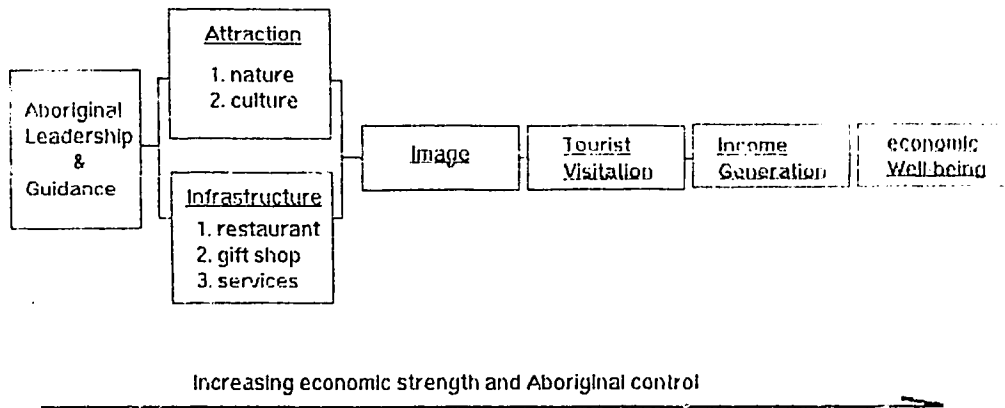 Aboriginal
Leadership
&
Guidance
Attraction
1. nature
2. culture
Infrastructure
1. restaurant
2. gift shop
3. services
Image
Tourist
Visitation
Income
Generation
economic
Well-being
Increasing economic strength and Aboriginal control